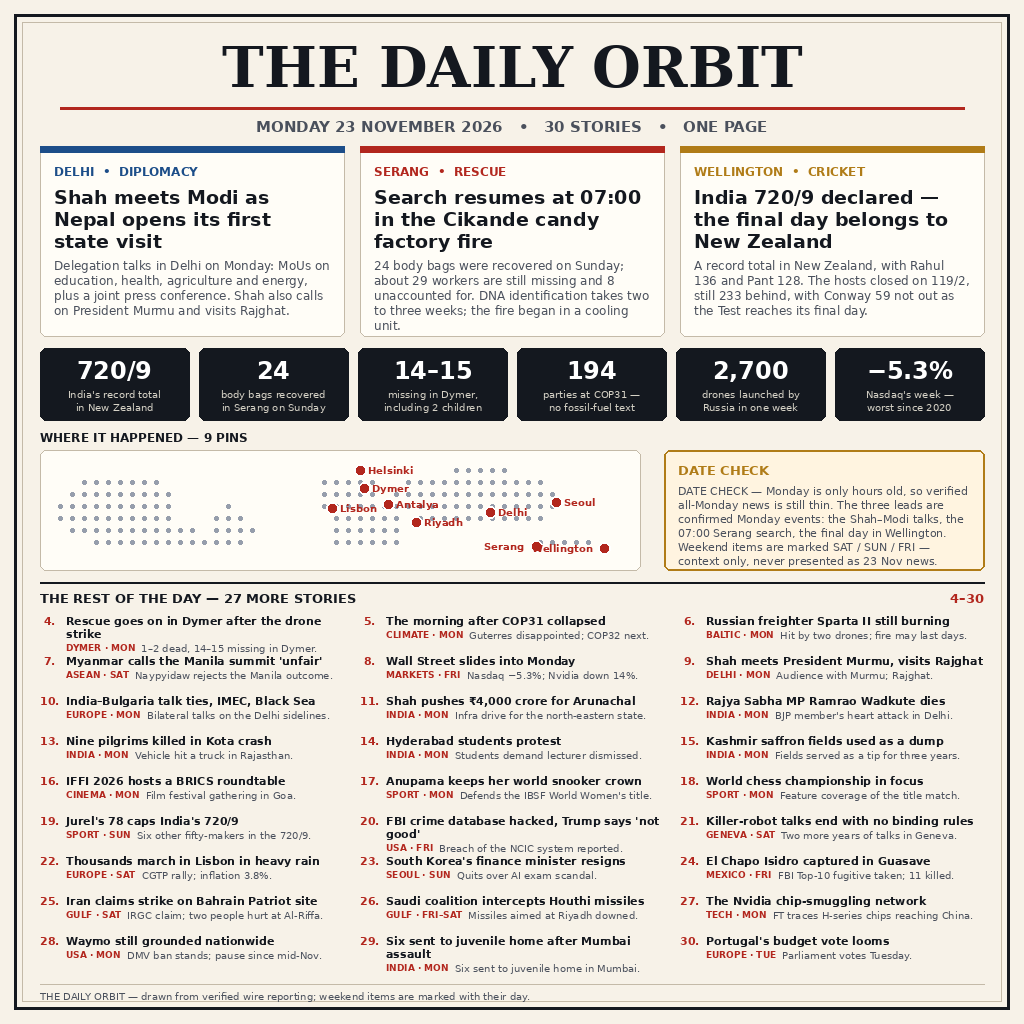 THE DAILY ORBIT
MONDAY 23 NOVEMBER 2026 • 30 STORIES • ONE PAGE
DELHI • DIPLOMACY
Shah meets Modi as
Nepal opens its first
state visit
Delegation talks in Delhi on Monday: MoUs on
education, health, agriculture and energy,
plus a joint press conference. Shah also calls
on President Murmu and visits Rajghat.
SERANG • RESCUE
Search resumes at 07:00
in the Cikande candy
factory fire
24 body bags were recovered on Sunday;
about 29 workers are still missing and 8
unaccounted for. DNA identification takes two
to three weeks; the fire began in a cooling
unit.
WELLINGTON • CRICKET
India 720/9 declared —
the final day belongs to
New Zealand
A record total in New Zealand, with Rahul
136 and Pant 128. The hosts closed on 119/2,
still 233 behind, with Conway 59 not out as
the Test reaches its final day.
720/9
India's record total
in New Zealand
24
body bags recovered
in Serang on Sunday
14–15
missing in Dymer,
including 2 children
194
parties at COP31 —
no fossil-fuel text
2,700
drones launched by
Russia in one week
−5.3%
Nasdaq's week —
worst since 2020
WHERE IT HAPPENED — 9 PINS
Helsinki
Dymer
Lisbon
Antalya
Riyadh
Delhi
Seoul
Serang
Wellington
DATE CHECK
DATE CHECK — Monday is only hours old, so verified
all-Monday news is still thin. The three leads are
confirmed Monday events: the Shah–Modi talks, the
07:00 Serang search, the final day in Wellington.
Weekend items are marked SAT / SUN / FRI —
context only, never presented as 23 Nov news.
THE REST OF THE DAY — 27 MORE STORIES
4–30
4. Rescue goes on in Dymer after the drone
strike
DYMER · MON 1–2 dead, 14–15 missing in Dymer.
5. The morning after COP31 collapsed
CLIMATE · MON Guterres disappointed; COP32 next.
6. Russian freighter Sparta II still burning
BALTIC · MON Hit by two drones; fire may last days.
7. Myanmar calls the Manila summit 'unfair'
ASEAN · SAT Naypyidaw rejects the Manila outcome.
8. Wall Street slides into Monday
MARKETS · FRI Nasdaq −5.3%; Nvidia down 14%.
9. Shah meets President Murmu, visits Rajghat
DELHI · MON Audience with Murmu; Rajghat.
10. India-Bulgaria talk ties, IMEC, Black Sea
EUROPE · MON Bilateral talks on the Delhi sidelines.
11. Shah pushes ₹4,000 crore for Arunachal
INDIA · MON Infra drive for the north-eastern state.
12. Rajya Sabha MP Ramrao Wadkute dies
INDIA · MON BJP member's heart attack in Delhi.
13. Nine pilgrims killed in Kota crash
INDIA · MON Vehicle hit a truck in Rajasthan.
14. Hyderabad students protest
INDIA · MON Students demand lecturer dismissed.
15. Kashmir saffron fields used as a dump
INDIA · MON Fields served as a tip for three years.
16. IFFI 2026 hosts a BRICS roundtable
CINEMA · MON Film festival gathering in Goa.
17. Anupama keeps her world snooker crown
SPORT · MON Defends the IBSF World Women's title.
18. World chess championship in focus
SPORT · MON Feature coverage of the title match.
19. Jurel's 78 caps India's 720/9
SPORT · SUN Six other fifty-makers in the 720/9.
20. FBI crime database hacked, Trump says 'not
good'
USA · FRI Breach of the NCIC system reported.
21. Killer-robot talks end with no binding rules
GENEVA · SAT Two more years of talks in Geneva.
22. Thousands march in Lisbon in heavy rain
EUROPE · SAT CGTP rally; inflation 3.8%.
23. South Korea's finance minister resigns
SEOUL · SUN Quits over AI exam scandal.
24. El Chapo Isidro captured in Guasave
MEXICO · FRI FBI Top-10 fugitive taken; 11 killed.
25. Iran claims strike on Bahrain Patriot site
GULF · SAT IRGC claim; two people hurt at Al-Riffa.
26. Saudi coalition intercepts Houthi missiles
GULF · FRI–SAT Missiles aimed at Riyadh downed.
27. The Nvidia chip-smuggling network
TECH · MON FT traces H-series chips reaching China.
28. Waymo still grounded nationwide
USA · MON DMV ban stands; pause since mid-Nov.
29. Six sent to juvenile home after Mumbai
assault
INDIA · MON Six sent to juvenile home in Mumbai.
30. Portugal's budget vote looms
EUROPE · TUE Parliament votes Tuesday.
THE DAILY ORBIT — drawn from verified wire reporting; weekend items are marked with their day.